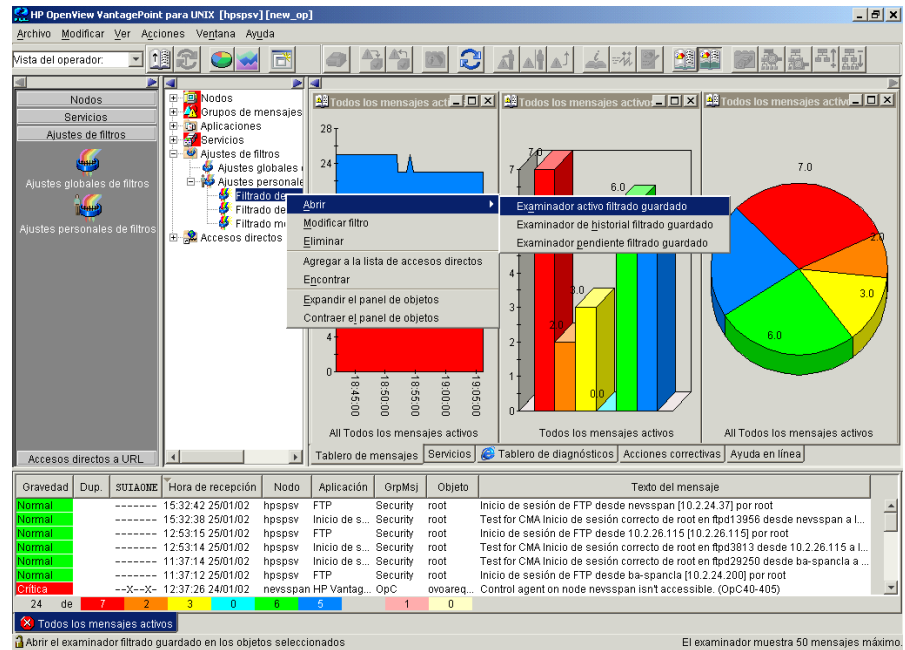 HP OpenView VantagePoint para UNIX [hpspsv] [new_op]
Archivo Modificar Ver Acciones Ventana Ayuda
Vista del operador:
Nodos
Servicios
Ajustes de filtros
Ajustes globales de filtros
Ajustes personales de filtros
Accesos directos a URL
Nodos
Grupos de mensajes
Aplicaciones
Servicios
Ajustes de filtros
Ajustes globales
Ajustes personale
Filtrado de
Filtrado de
Filtrado m
Accesos directos
Abrir
Modificar filtro
Eliminar
Agregar a la lista de accesos directos
Encontrar
Expandir el panel de objetos
Contraer el panel de objetos
Examinador activo filtrado guardado
Examinador de historial filtrado guardado
Examinador pendiente filtrado guardado
Todos los mensajes act
28
24
4
0
18:45:00
18:50:00
18:55:00
19:00:00
19:05:00
All Todos los mensajes activos
Todos los mensajes activos
7
4
3
2
1
0
7.0
2.0
3.0
0.0
6.0
Todos los mensajes activos
Todos los mensajes activ
7.0
2.0
3.0
6.0
All Todos los mensajes activos
Tablero de mensajes Servicios Tablero de diagnósticos Acciones correctivas Ayuda en línea
Gravedad Dup. SUIAONE Hora de recepción Nodo Aplicación GrpMsj Objeto Texto del mensaje
Normal ------- 15:32:42 25/01/02 hpspsv FTP Security root Inicio de sesión de FTP desde nevsspan [10.2.24.37] por root
Normal ------- 15:32:38 25/01/02 hpspsv Inicio de s... Security root Test for CMA Inicio de sesión correcto de root en ftpd13956 desde nevsspan a l...
Normal ------- 12:53:15 25/01/02 hpspsv FTP Security root Inicio de sesión de FTP desde 10.2.26.115 [10.2.26.115] por root
Normal ------- 12:53:14 25/01/02 hpspsv Inicio de s... Security root Test for CMA Inicio de sesión correcto de root en ftpd3813 desde 10.2.26.115 a l...
Normal ------- 11:37:14 25/01/02 hpspsv Inicio de s... Security root Test for CMA Inicio de sesión correcto de root en ftpd29250 desde ba-spancla a ...
Normal ------- 11:37:12 25/01/02 hpspsv FTP Security root Inicio de sesión de FTP desde ba-spancla [10.2.24.200] por root
Crítica --X--X- 12:37:26 24/01/02 nevsspan HP Vantag... OpC ovoareq... Control agent on node nevsspan isn't accessible. (OpC40-405)
24 de 7 2 3 0 6 5 1 0
Todos los mensajes activos
Abrir el examinador filtrado guardado en los objetos seleccionados
El examinador muestra 50 mensajes máximo.